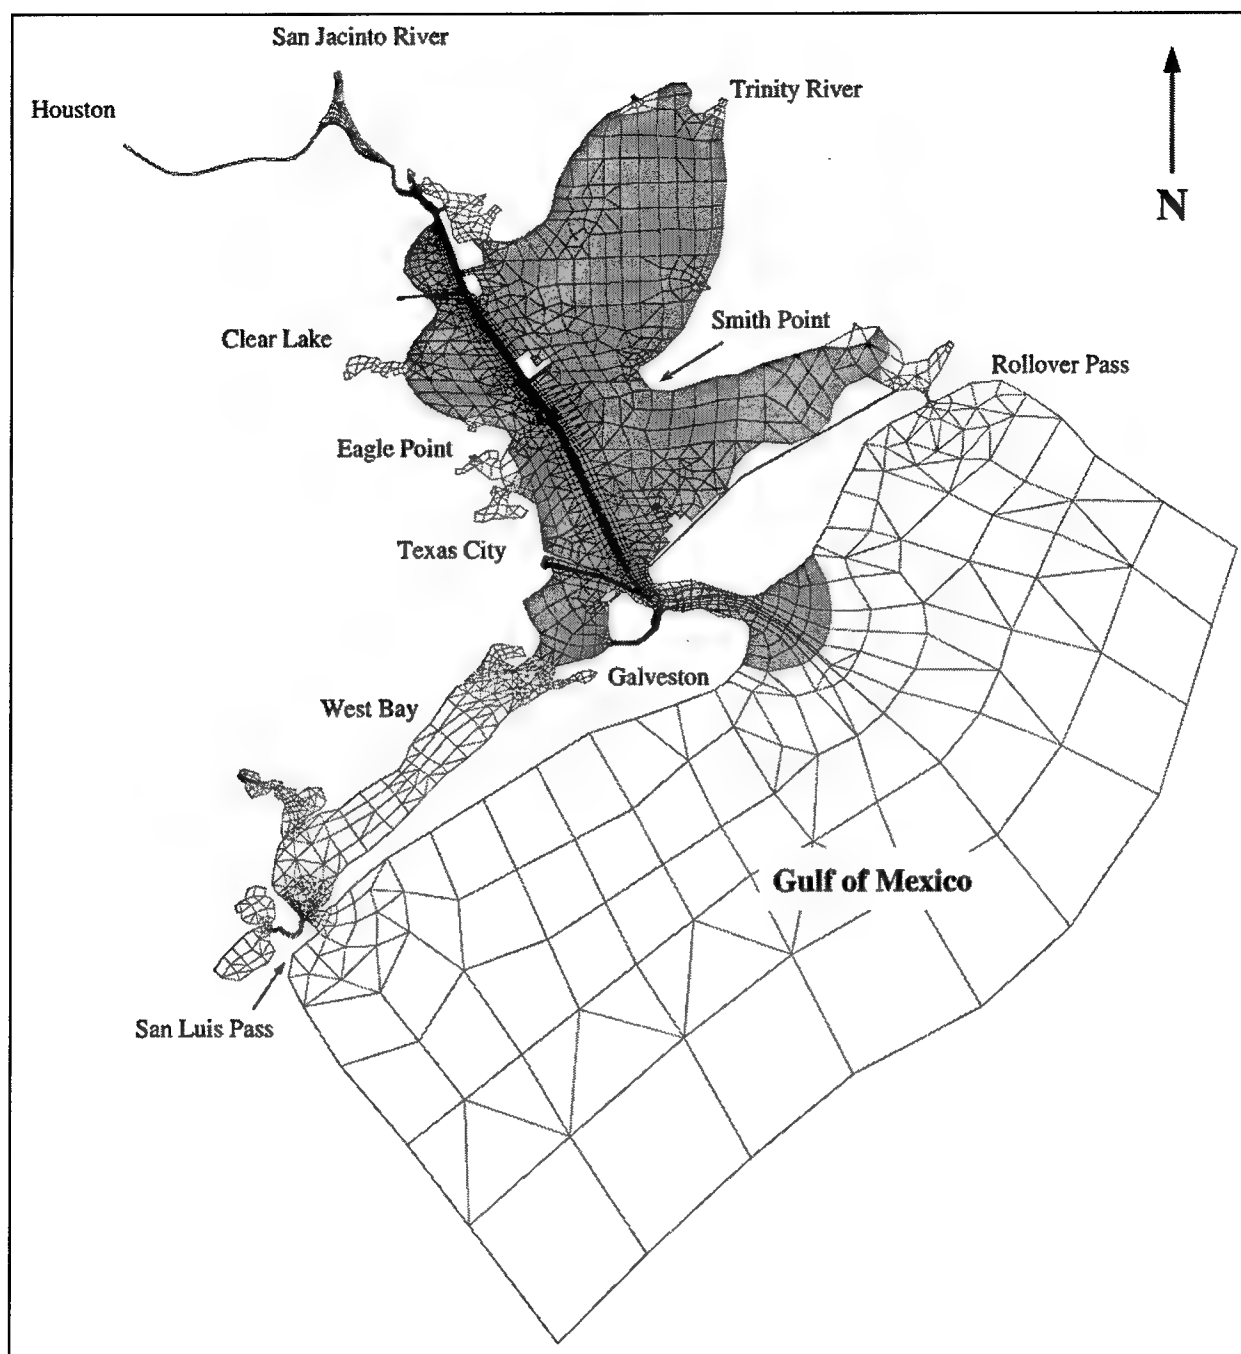 San Jacinto River
Houston
Trinity River
N
Smith Point
Clear Lake
Rollover Pass
Eagle Point
Texas City
Galveston
West Bay
Gulf of Mexico
San Luis Pass